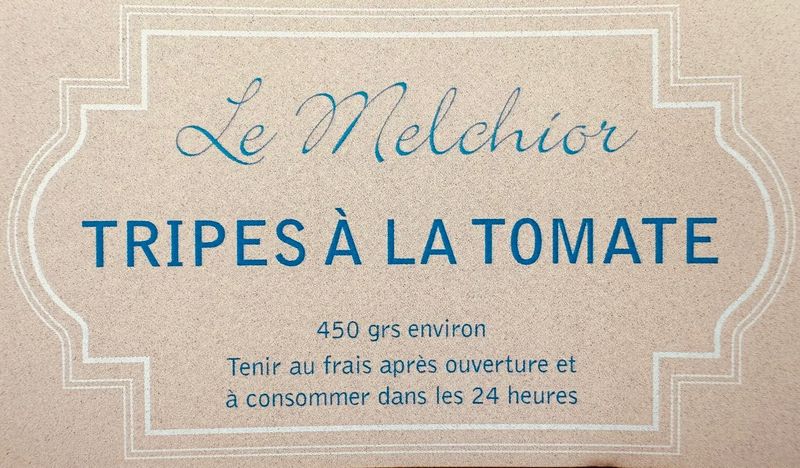 Le Melchior
TRIPES À LA TOMATE
450 grs environ
Tenir au frais après ouverture et
à consommer dans les 24 heures